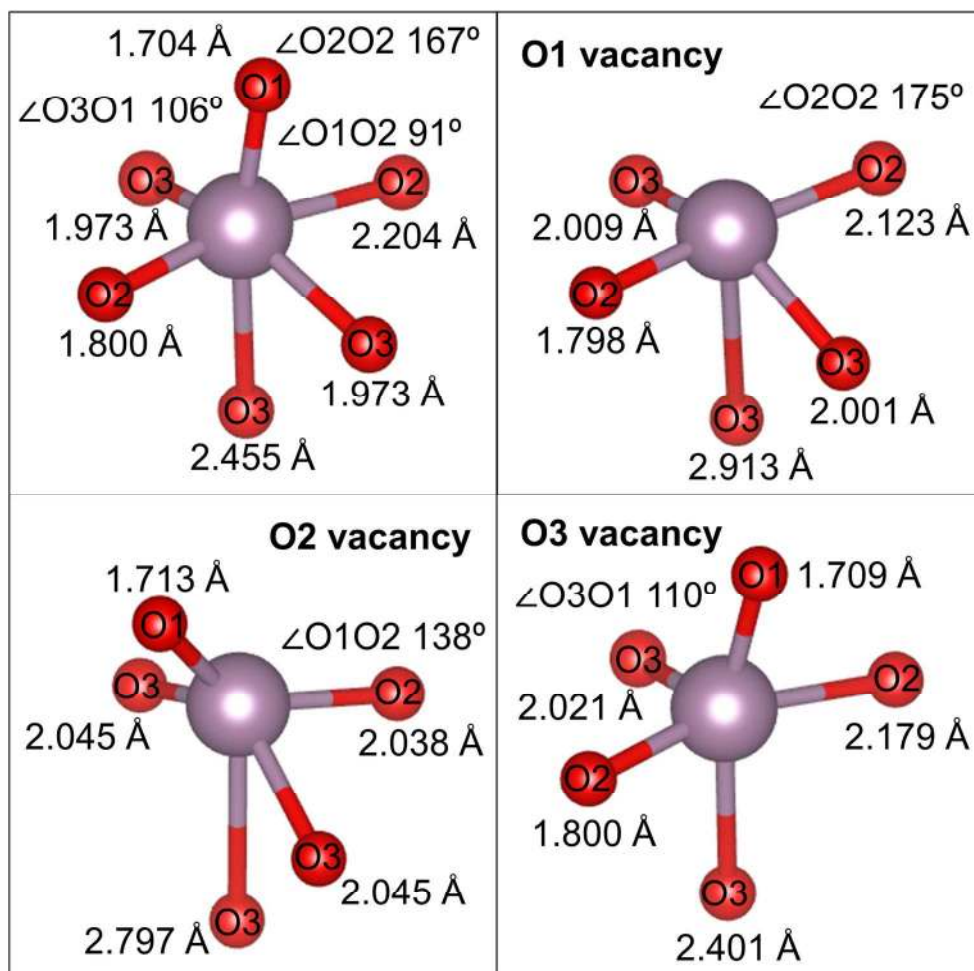 1.704 Å ∠O2O2 167º
O1
∠O3O1 106º
∠O1O2 91º
O3
O2
1.973 Å
2.204 Å
O2
1.800 Å
O3
1.973 Å
O3
2.455 Å
O1 vacancy
∠O2O2 175º
O3
O2
2.009 Å
2.123 Å
O2
1.798 Å
O3
2.001 Å
O3
2.913 Å
O2 vacancy
1.713 Å
O1
∠O1O2 138º
O3
O2
2.045 Å
2.038 Å
O3
2.045 Å
O3
2.797 Å
O3 vacancy
O1 1.709 Å
∠O3O1 110º
O3
O2
2.021 Å
2.179 Å
O2
1.800 Å
O3
2.401 Å